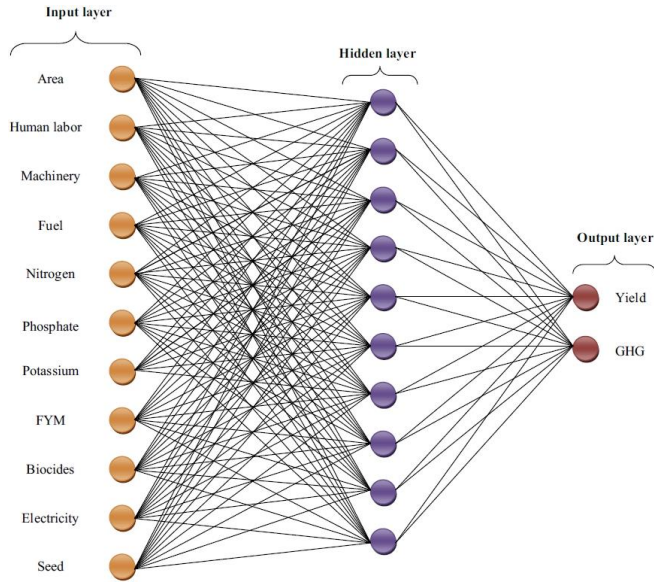 Input layer
Hidden layer
Output layer
Area
Human labor
Machinery
Fuel
Nitrogen
Phosphate
Potassium
FYM
Biocides
Electricity
Seed
Yield
GHG